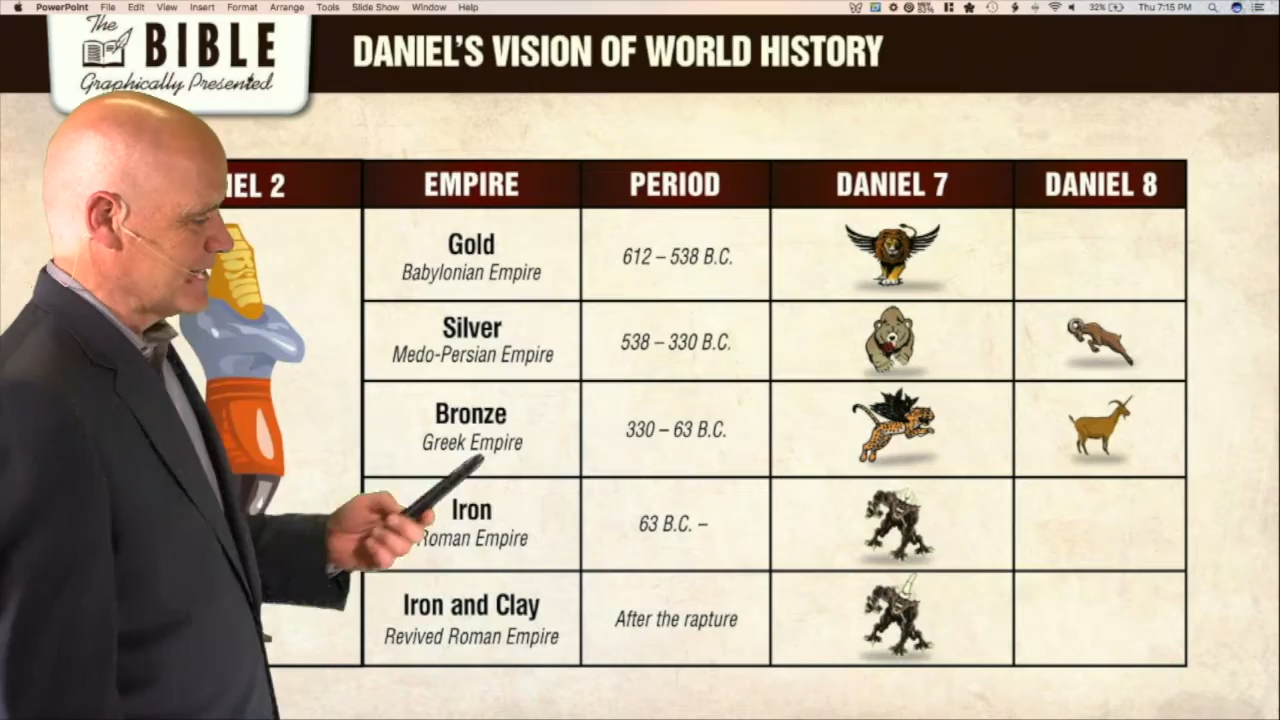 PowerPoint File Edit View Insert Format Arrange Tools Slide Show Window Help 32% Thu 7:15 PM
The
BIBLE
Graphically Presented
DANIEL'S VISION OF WORLD HISTORY
IEL 2 EMPIRE PERIOD DANIEL 7 DANIEL 8
Gold
Babylonian Empire
612 – 538 B.C.
Silver
Medo-Persian Empire
538 – 330 B.C.
Bronze
Greek Empire
330 – 63 B.C.
Iron
Roman Empire
63 B.C. –
Iron and Clay
Revived Roman Empire
After the rapture